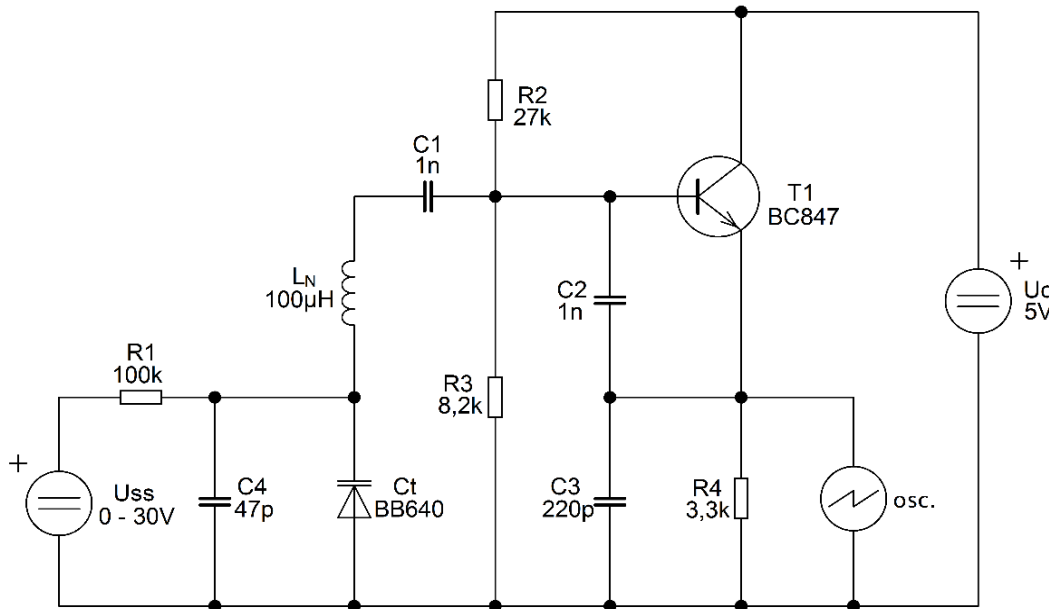 R2
27k
C1
1n
T1
BC847
LN
100µH
C2
1n
+
Uc
5V
R1
100k
R3
8,2k
+
Uss
0 - 30V
C4
47p
Ct
BB640
C3
220p
R4
3,3k
osc.